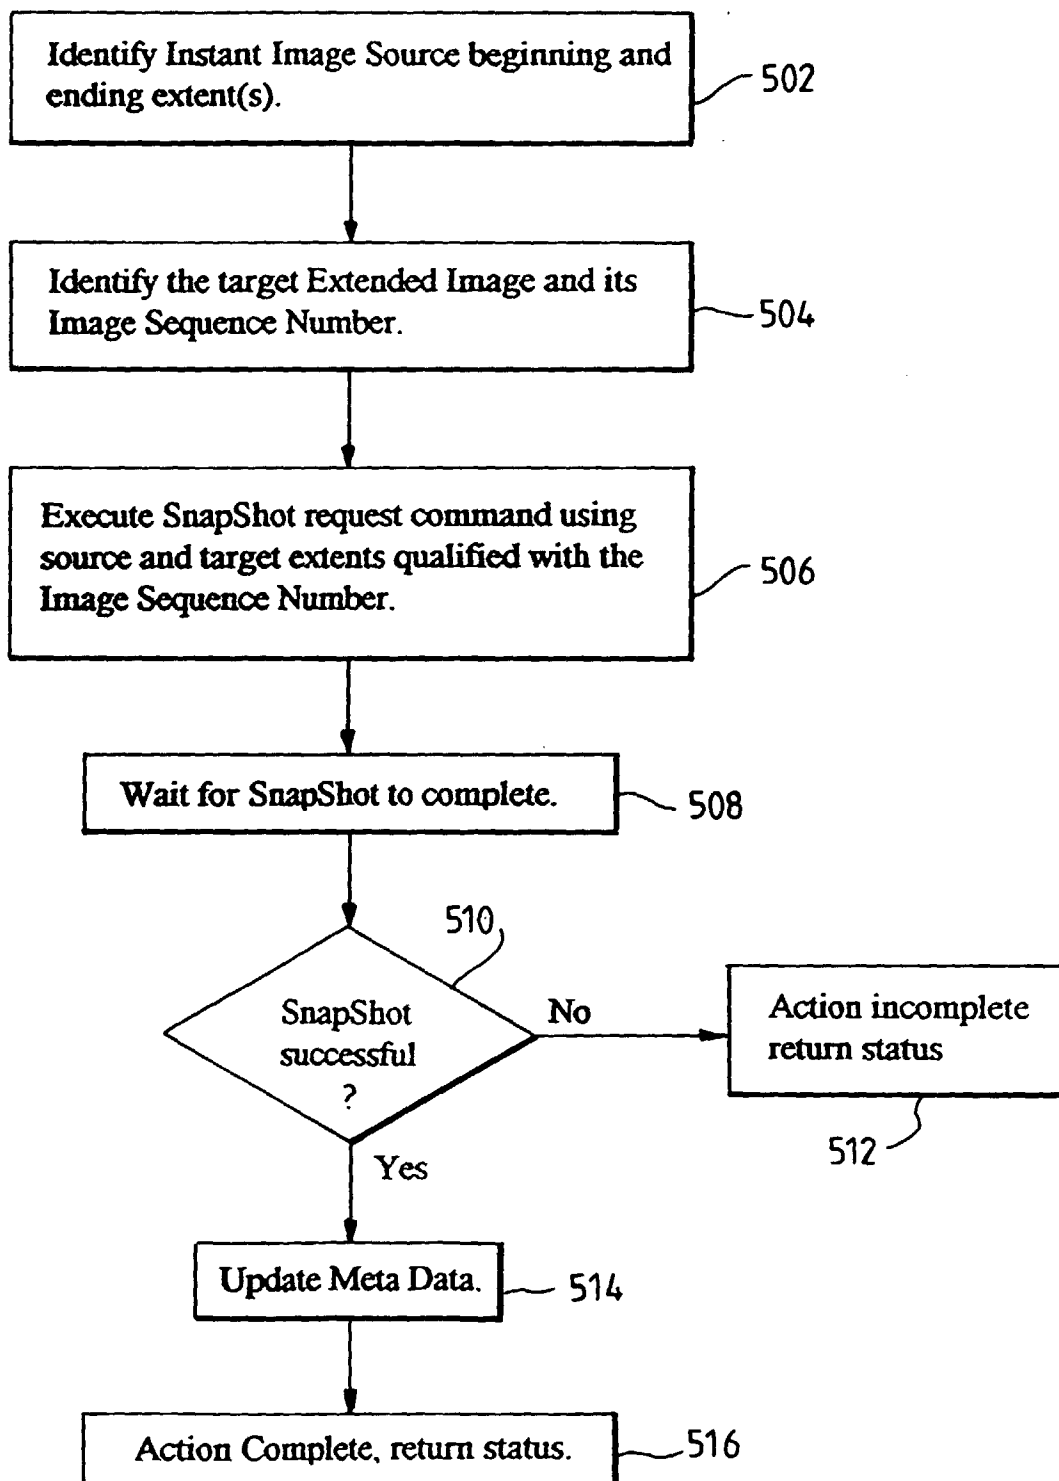 Identify Instant Image Source beginning and
ending extent(s).
502
Identify the target Extended Image and its
Image Sequence Number.
504
Execute SnapShot request command using
source and target extents qualified with the
Image Sequence Number.
506
Wait for SnapShot to complete.
508
510
SnapShot
successful
?
No
Action incomplete
return status
512
Yes
Update Meta Data.
514
Action Complete, return status.
516